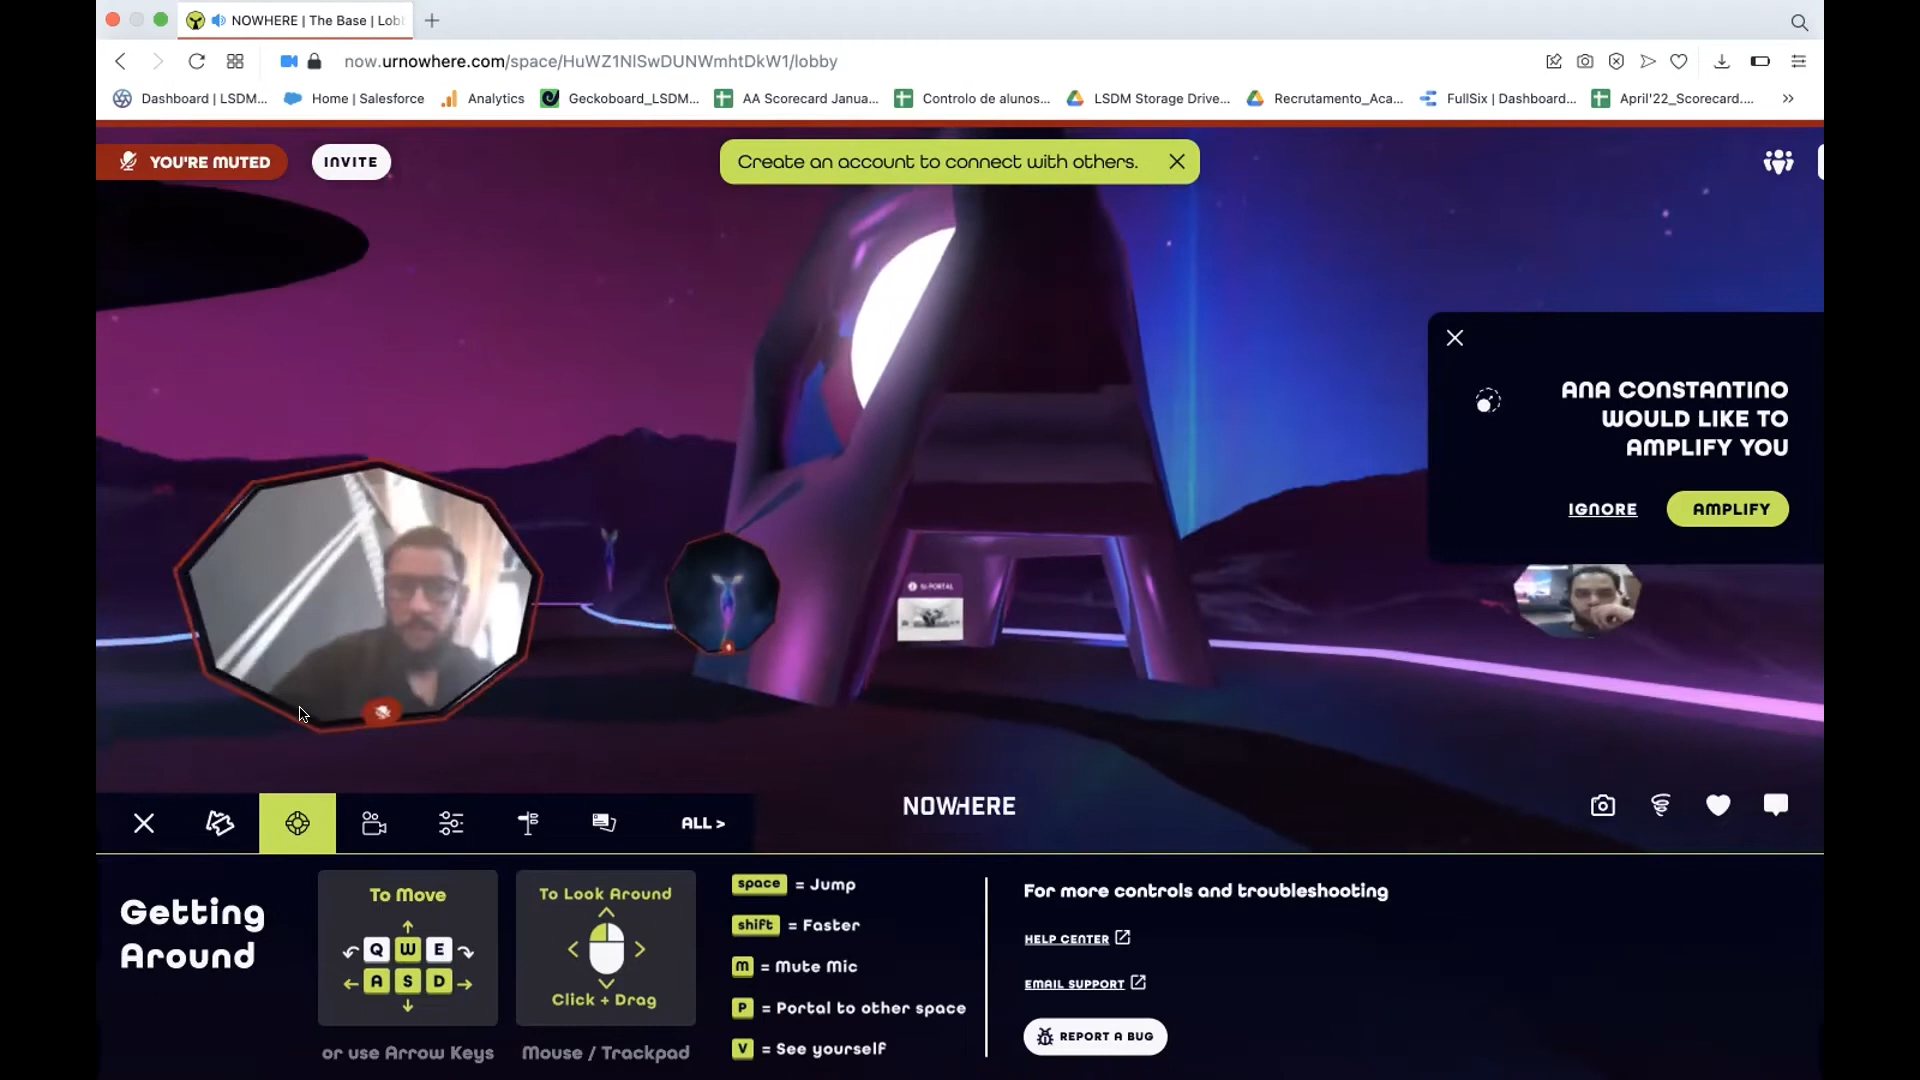 NOWHERE | The Base | Lob
now.urnowhere.com/space/HuWZ1NlSwDUNWmhtDkW1/lobby
Dashboard | LSDM...
Home | Salesforce
Analytics
Geckoboard_LSDM...
AA Scorecard Janua...
Controlo de alunos...
LSDM Storage Drive...
Recrutamento_Aca...
FullSix | Dashboard...
April'22_Scorecard....
YOU'RE MUTED
INVITE
Create an account to connect with others.
ANA CONSTANTINO
WOULD LIKE TO
AMPLIFY YOU
IGNORE
AMPLIFY
PORTAL
ALL >
NOWHERE
Getting
Around
To Move
Q W E
A S D
or use Arrow Keys
To Look Around
Click + Drag
Mouse / Trackpad
space = Jump
shift = Faster
M = Mute Mic
P = Portal to other space
V = See yourself
For more controls and troubleshooting
HELP CENTER
EMAIL SUPPORT
REPORT A BUG